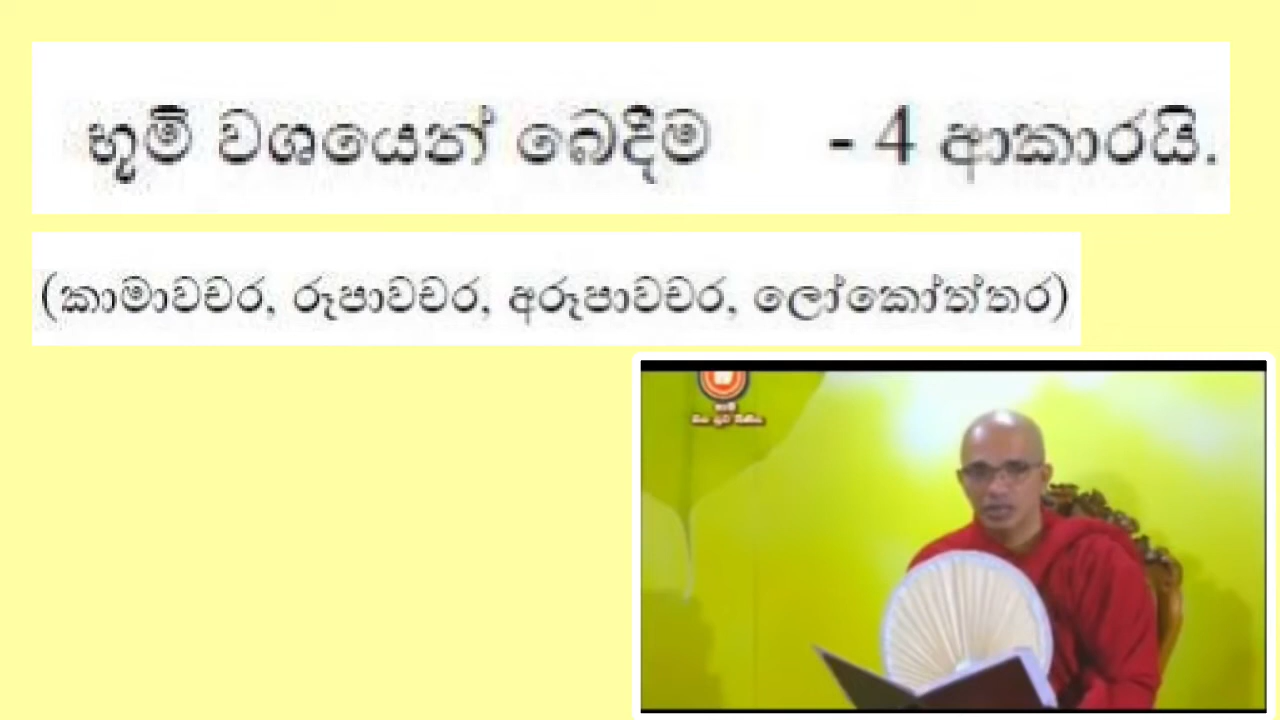 භූමි වශයෙන් බෙදීම - 4 ආකාරයි.
(කාමාවචර, රූපාවචර, අරූපාවචර, ලෝකෝත්තර)